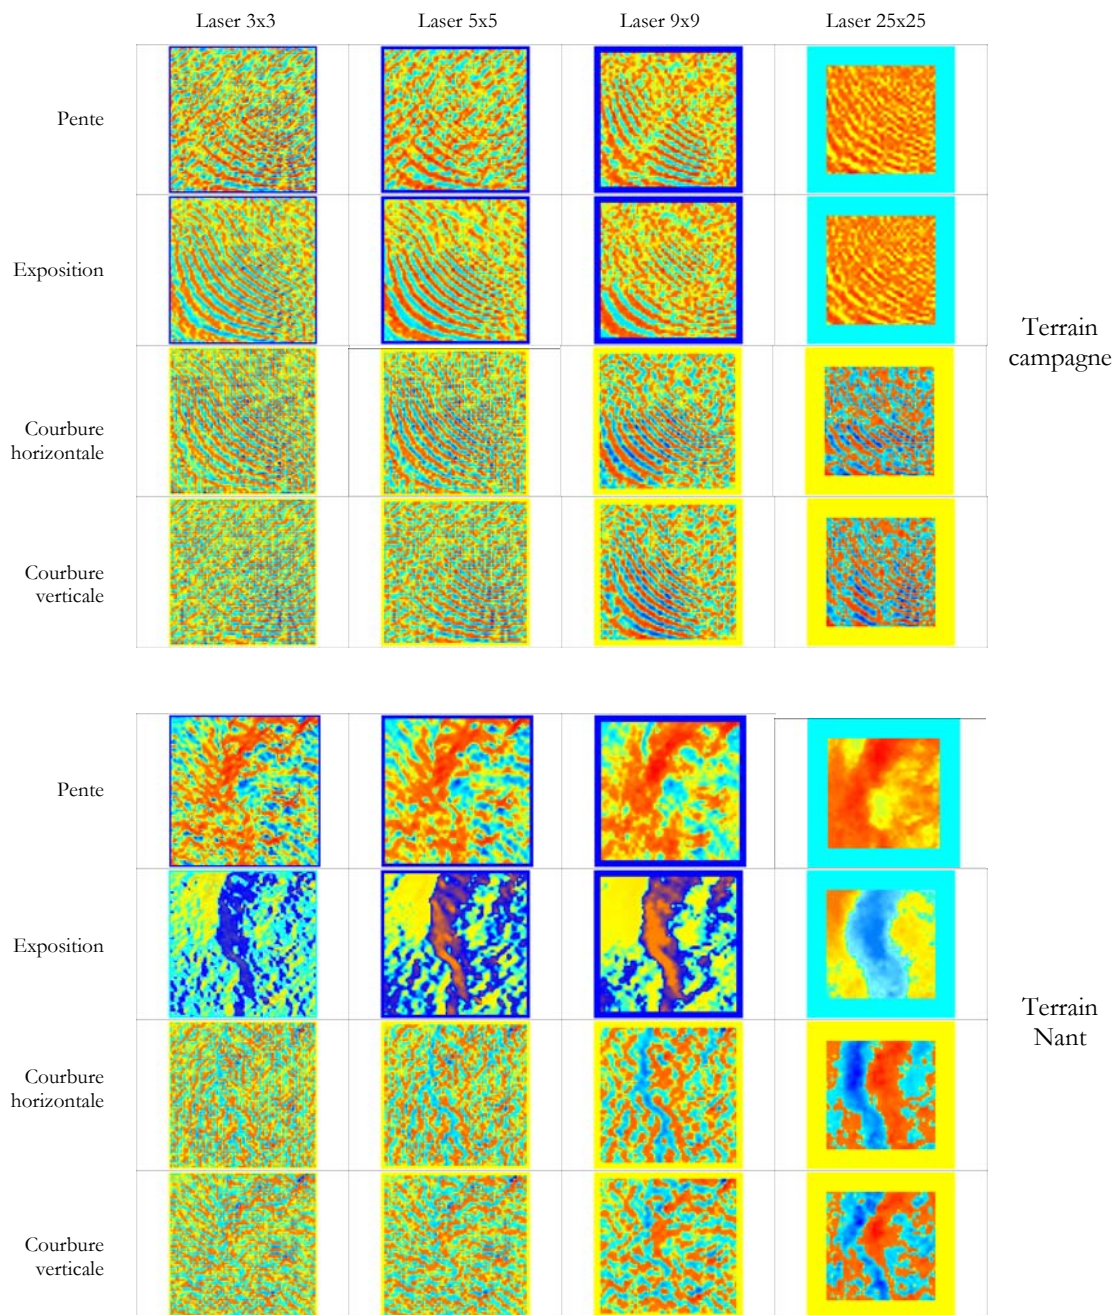 Laser 3x3 Laser 5x5 Laser 9x9 Laser 25x25
Pente
Exposition
Courbure
horizontale
Courbure
verticale
Terrain
campagne
Pente
Exposition
Courbure
horizontale
Courbure
verticale
Terrain
Nant